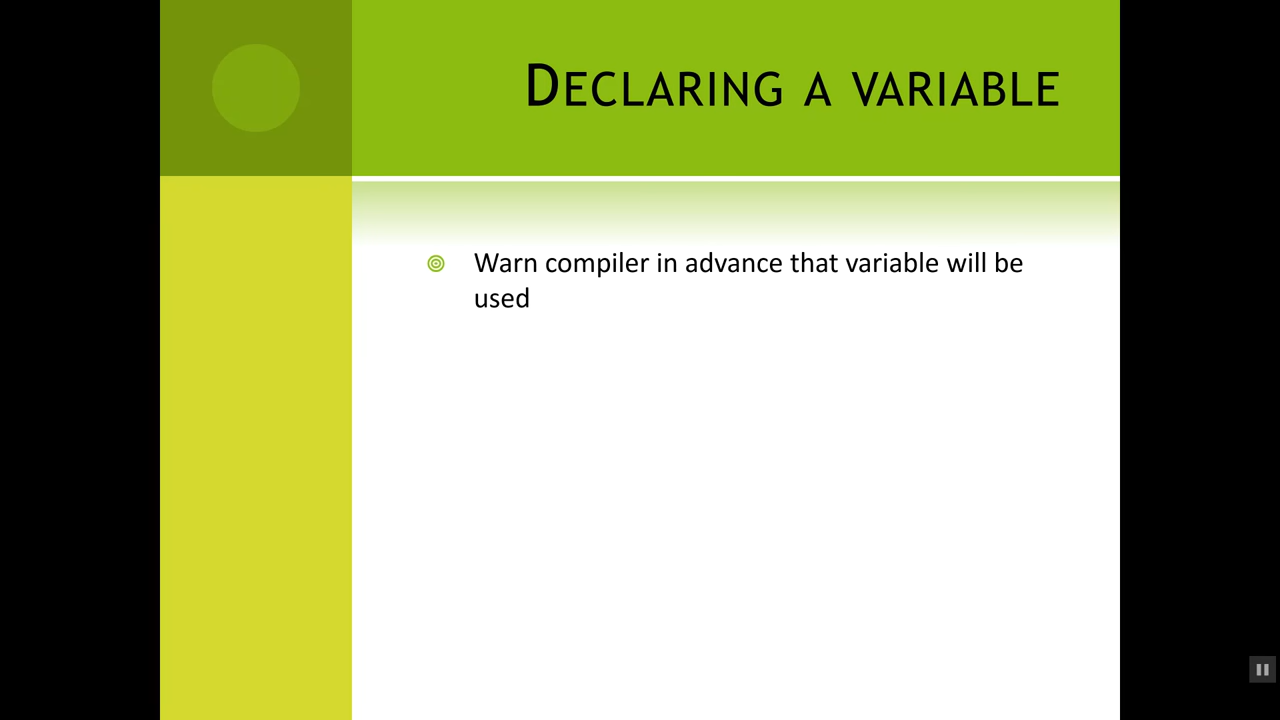 Declaring a variable
Warn compiler in advance that variable will be
used